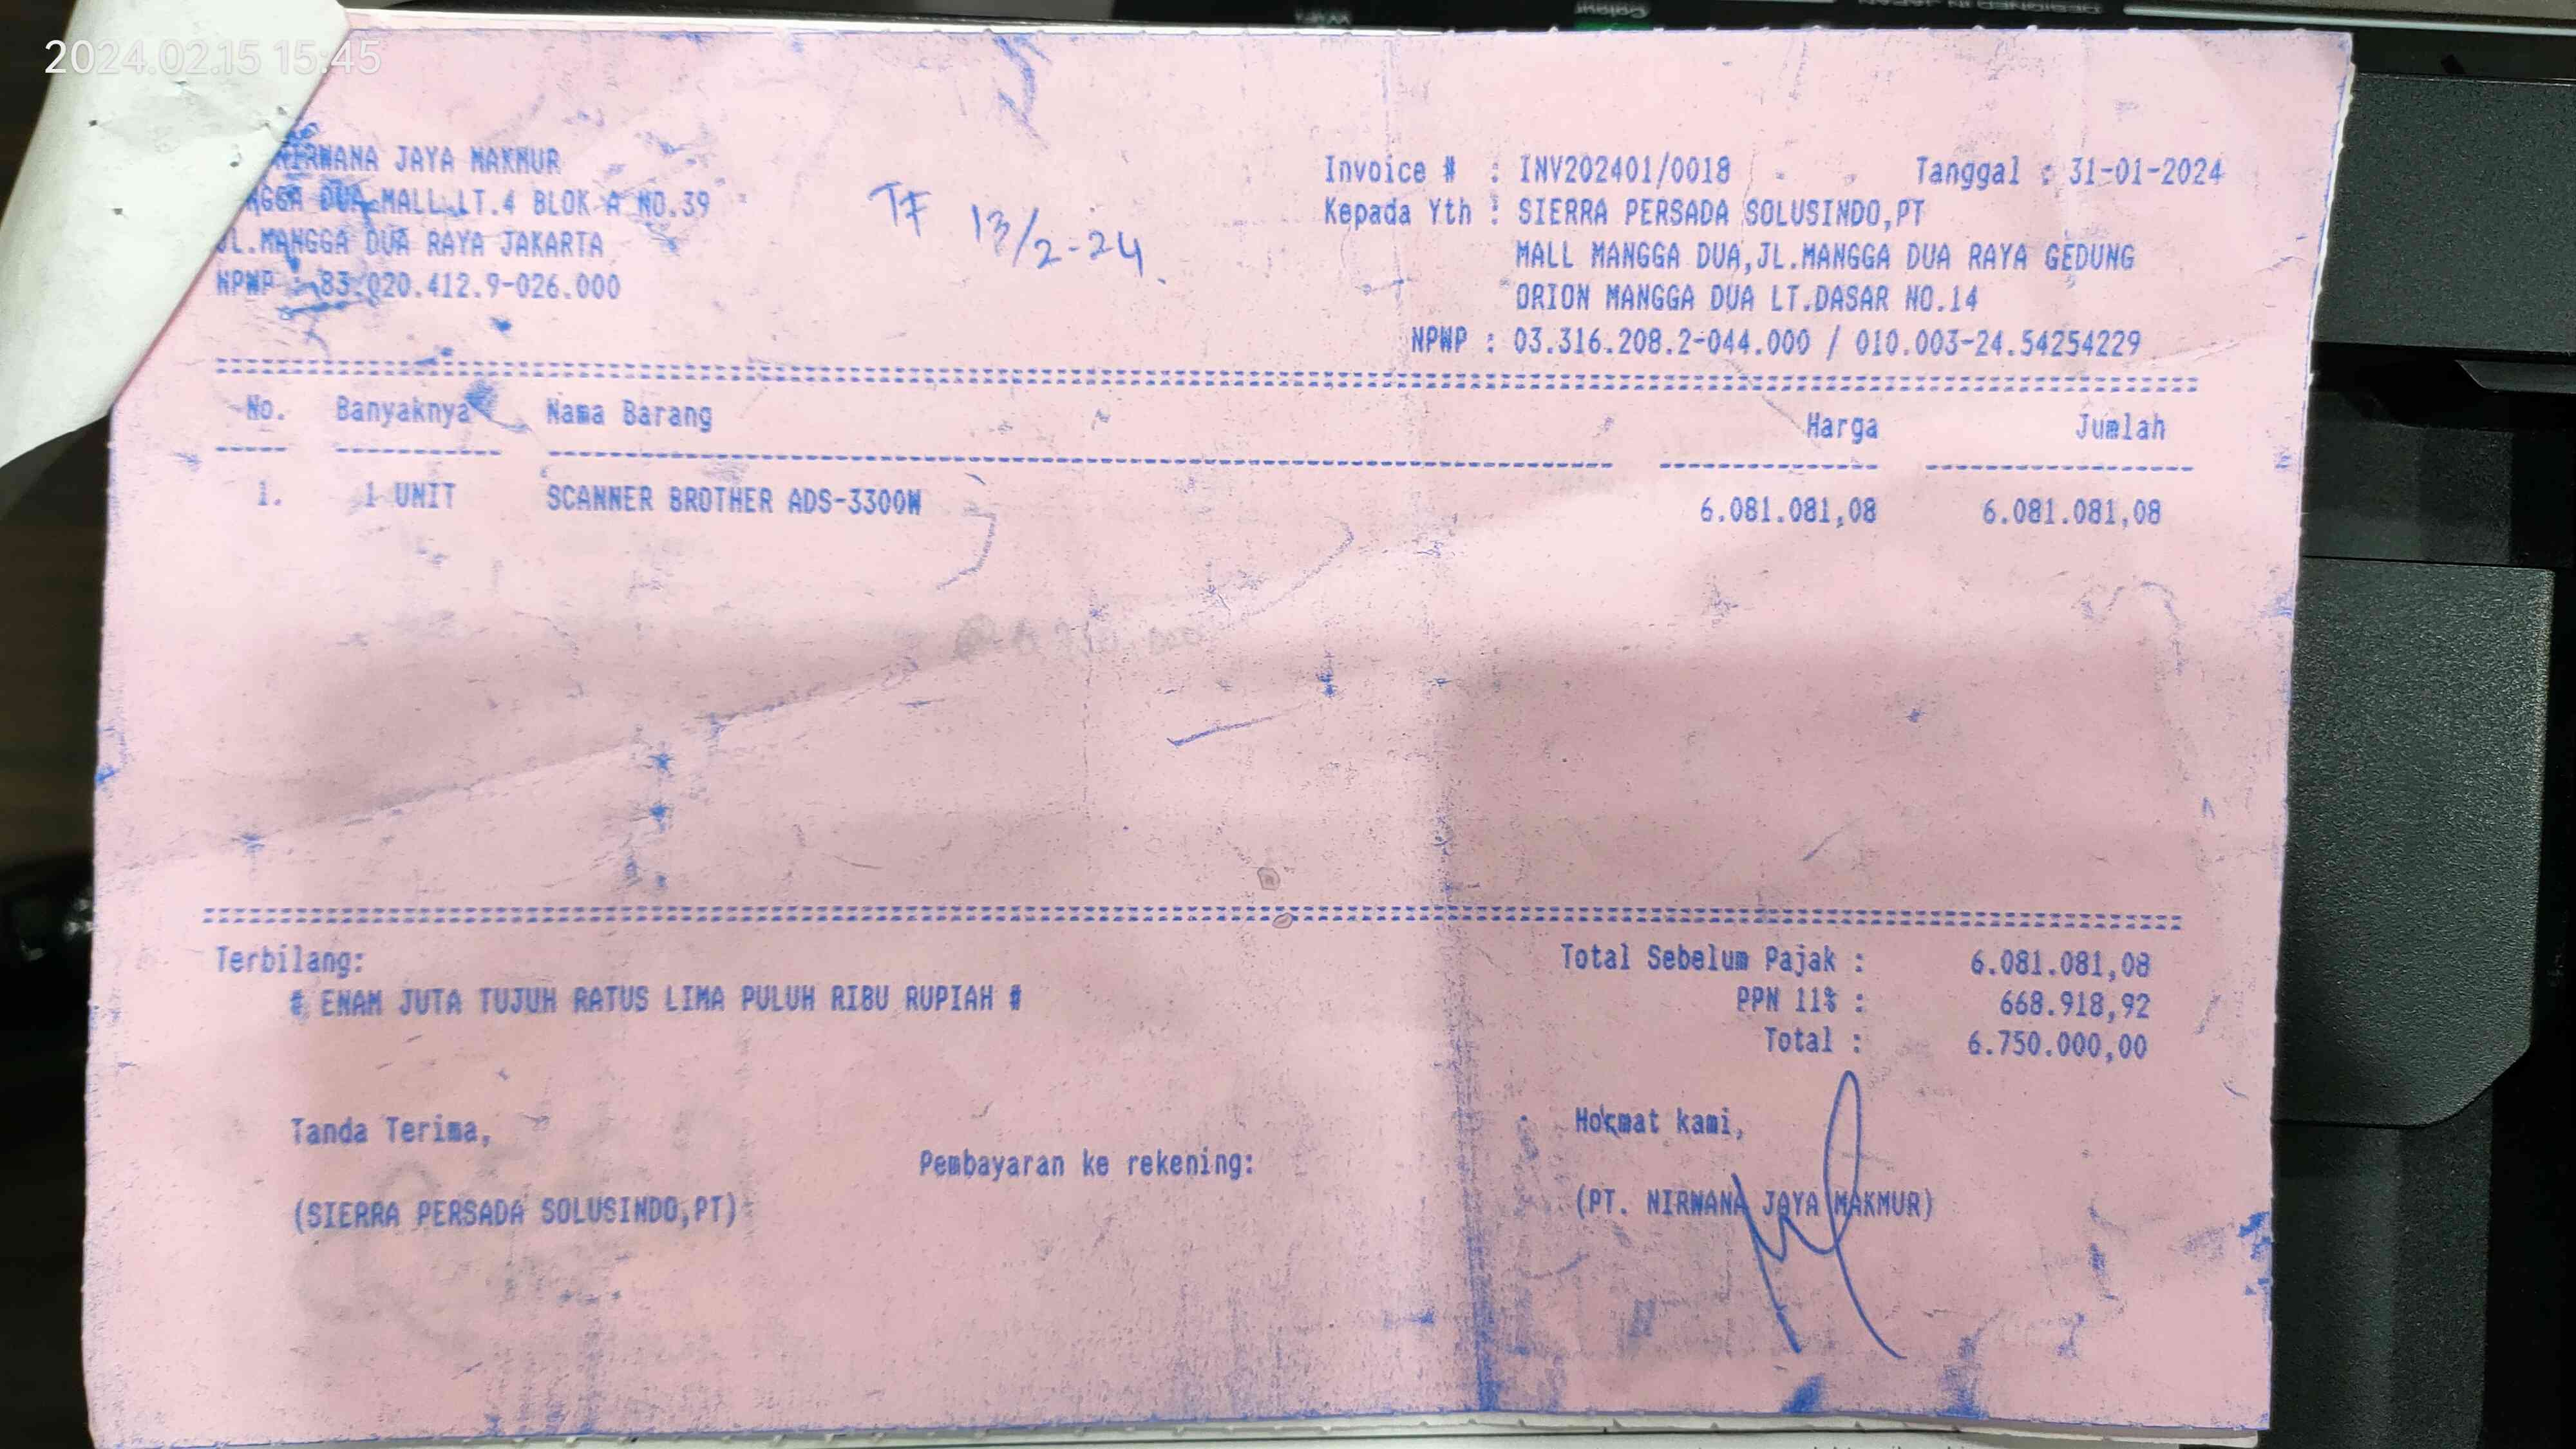 2024.02.15 15:45
NIRWANA JAYA MAKMUR
NGGA DUA MALL LT.4 BLOK A NO.39
JL.MANGGA DUA RAYA JAKARTA
NPWP : 83.020.412.9-026.000
TF 13/2-24.
Invoice # : INV202401/0018 Tanggal : 31-01-2024
Kepada Yth : SIERRA PERSADA SOLUSINDO,PT
MALL MANGGA DUA,JL.MANGGA DUA RAYA GEDUNG
ORION MANGGA DUA LT.DASAR NO.14
NPWP : 03.316.208.2-044.000 / 010.003-24.54254229
No. Banyaknya Nama Barang Harga Jumlah
1. 1 UNIT SCANNER BROTHER ADS-3300W 6.081.081,08 6.081.081,08
Terbilang:
# ENAM JUTA TUJUH RATUS LIMA PULUH RIBU RUPIAH #
Total Sebelum Pajak : 6.081.081,08
PPN 11% : 668.918,92
Total : 6.750.000,00
Tanda Terima,
Pembayaran ke rekening:
Hormat kami,
(SIERRA PERSADA SOLUSINDO,PT)
(PT. NIRWANA JAYA MAKMUR)